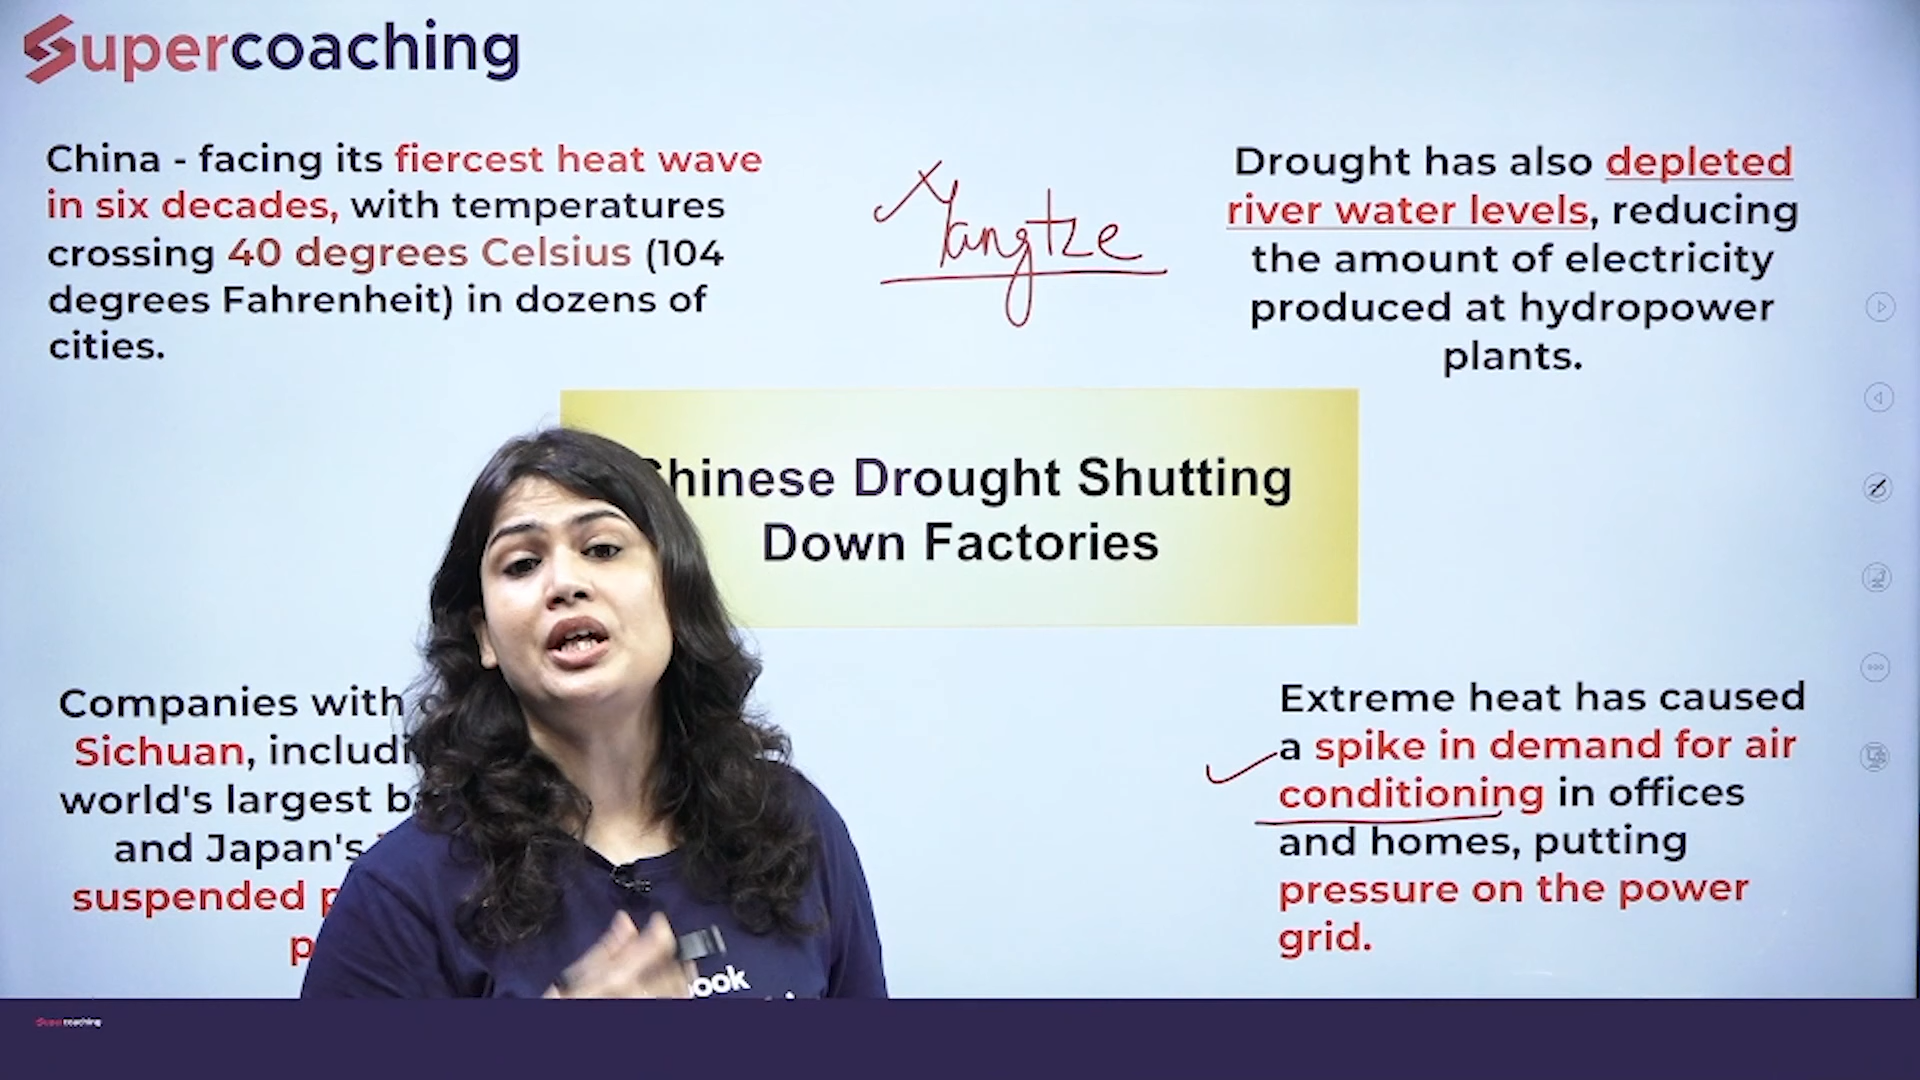 Supercoaching
China - facing its fiercest heat wave
in six decades, with temperatures
crossing 40 degrees Celsius (104
degrees Fahrenheit) in dozens of
cities.
Yangtze
Drought has also depleted
river water levels, reducing
the amount of electricity
produced at hydropower
plants.
Chinese Drought Shutting
Down Factories
Companies with
Sichuan,
world's largest
and Japan's
suspended
Extreme heat has caused
a spike in demand for air
conditioning in offices
and homes, putting
pressure on the power
grid.
Supercoaching